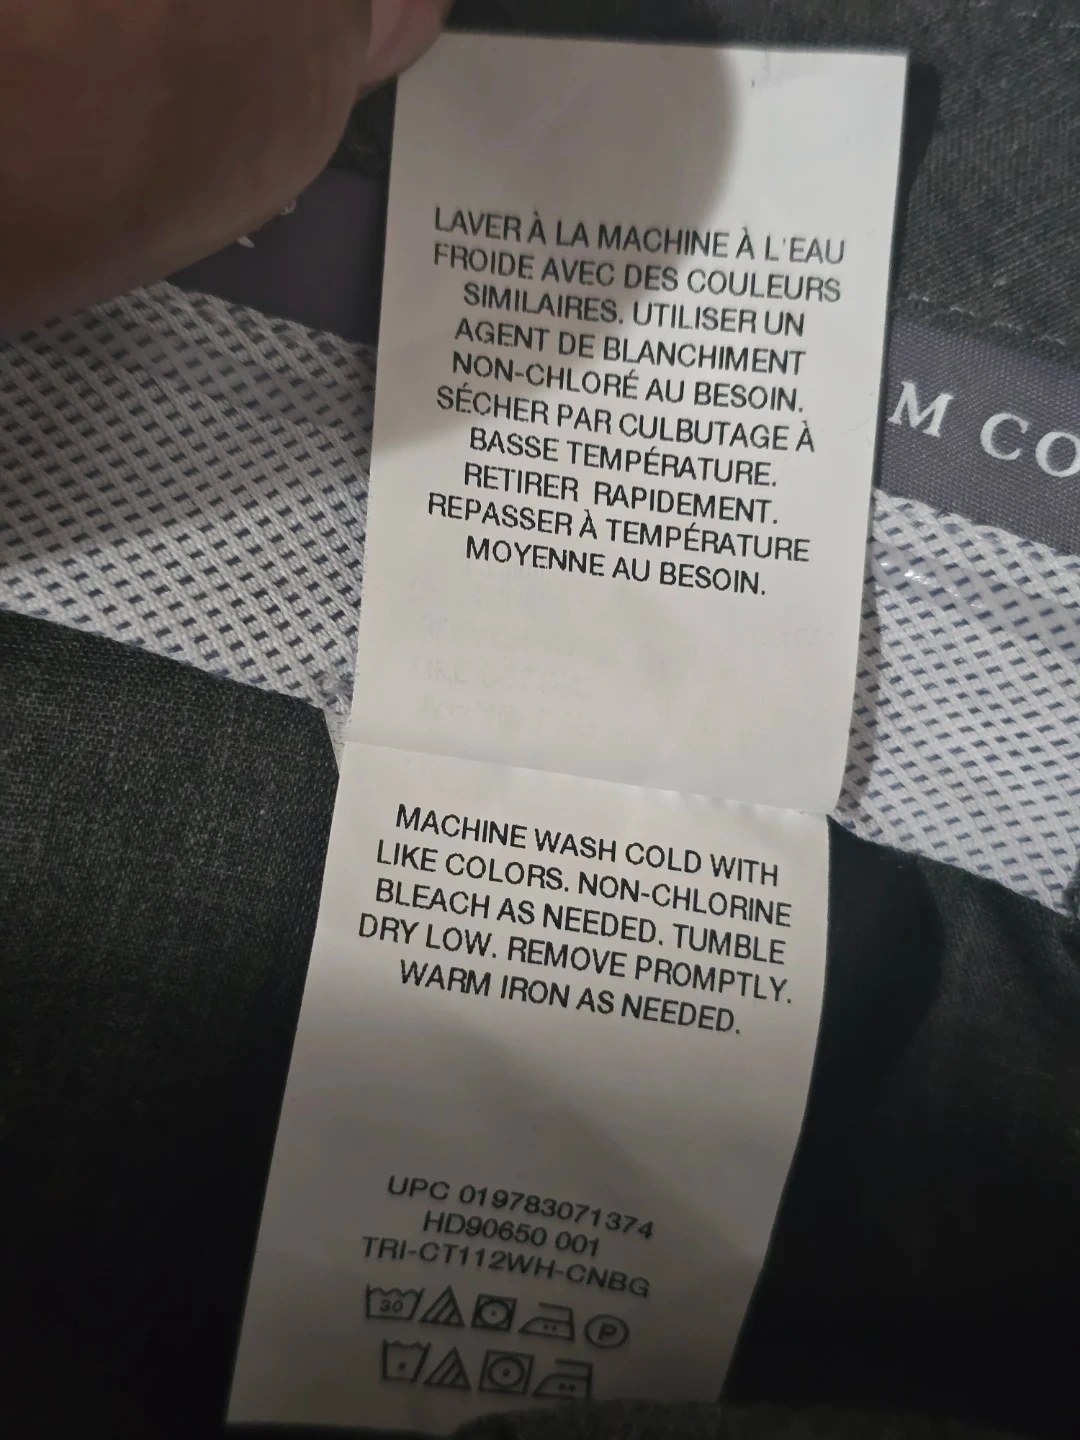 LAVER À LA MACHINE À L'EAU
FROIDE AVEC DES COULEURS
SIMILAIRES. UTILISER UN
AGENT DE BLANCHIMENT
NON-CHLORÉ AU BESOIN.
SÉCHER PAR CULBUTAGE À
BASSE TEMPÉRATURE.
RETIRER RAPIDEMENT.
REPASSER À TEMPÉRATURE
MOYENNE AU BESOIN.
M CO
MACHINE WASH COLD WITH
LIKE COLORS. NON-CHLORINE
BLEACH AS NEEDED. TUMBLE
DRY LOW. REMOVE PROMPTLY.
WARM IRON AS NEEDED.
UPC 019783071374
HD90650 001
TRI-CT112WH-CNBG
30 P